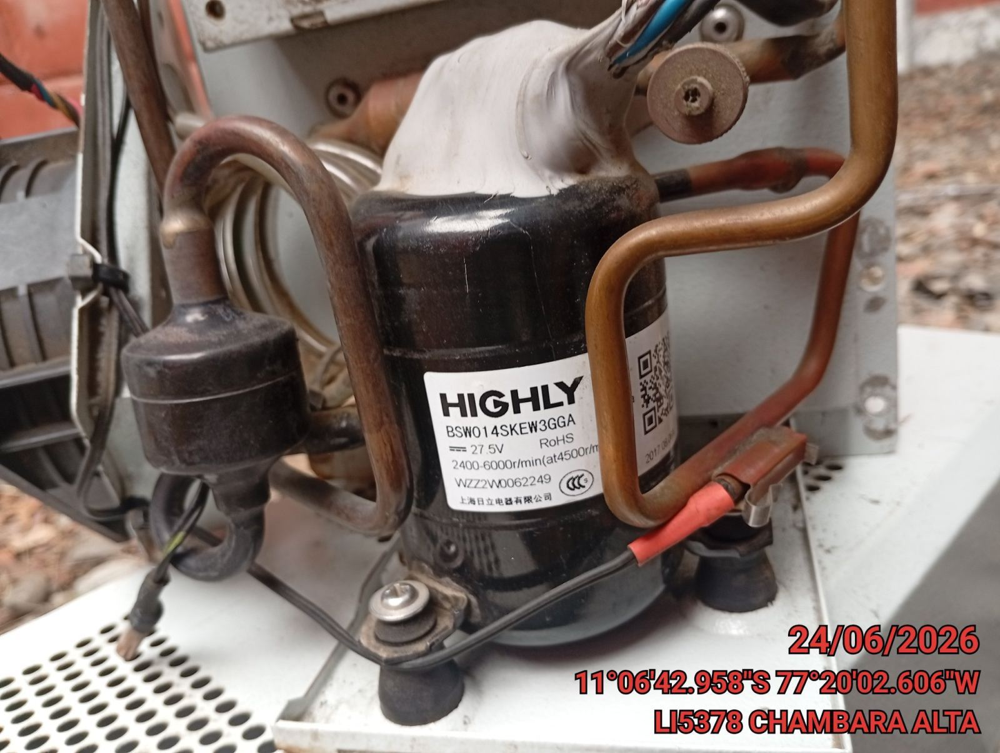 HIGHLY
BSW014SKEW3GGA
27.5V RoHS
2400-6000r/min(at4500r/m
WZZ2W0062249 CCC S
上海日立电器有限公司
24/06/2026
11°06'42.958"S 77°20'02.606"W
LI5378 CHAMBARA ALTA